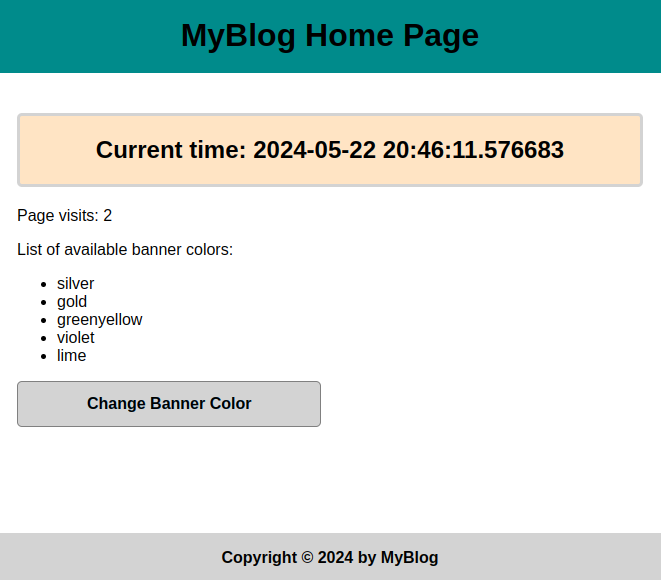 MyBlog Home Page
Current time: 2024-05-22 20:46:11.576683
Page visits: 2
List of available banner colors:
silver
gold
greenyellow
violet
lime
Change Banner Color
Copyright © 2024 by MyBlog